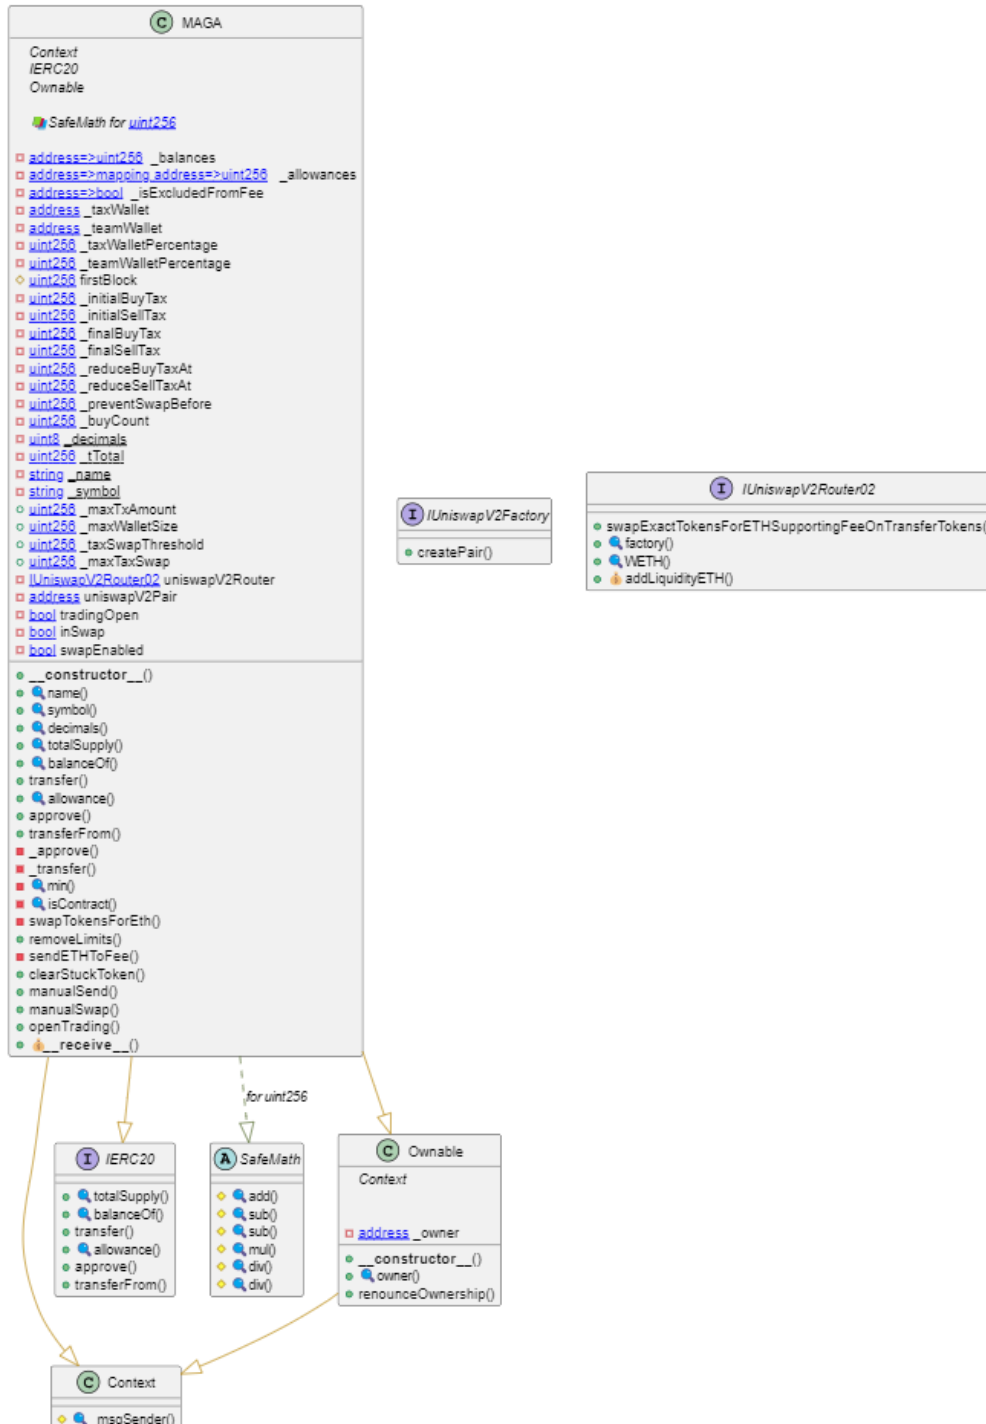 C MAGA
Context
IERC20
Ownable
SafeMath for uint256
address=>uint256 _balances
address=>mapping address=>uint256 _allowances
address=>bool _isExcludedFromFee
address _taxWallet
address _teamWallet
uint256 _taxWalletPercentage
uint256 _teamWalletPercentage
uint256 firstBlock
uint256 _initialBuyTax
uint256 _initialSellTax
uint256 _finalBuyTax
uint256 _finalSellTax
uint256 _reduceBuyTaxAt
uint256 _reduceSellTaxAt
uint256 _preventSwapBefore
uint256 _buyCount
uint8 _decimals
uint256 _tTotal
string _name
string _symbol
uint256 _maxTxAmount
uint256 _maxWalletSize
uint256 _taxSwapThreshold
uint256 _maxTaxSwap
IUniswapV2Router02 uniswapV2Router
address uniswapV2Pair
bool tradingOpen
bool inSwap
bool swapEnabled
__constructor__()
name()
symbol()
decimals()
totalSupply()
balanceOf()
transfer()
allowance()
approve()
transferFrom()
_approve()
_transfer()
min()
isContract()
swapTokensForEth()
removeLimits()
sendETHToFee()
clearStuckToken()
manualSend()
manualSwap()
openTrading()
__receive__()
I IUniswapV2Factory
createPair()
I IUniswapV2Router02
swapExactTokensForETHSupportingFeeOnTransferTokens(
factory()
WETH()
addLiquidityETH()
for uint256
I IERC20
totalSupply()
balanceOf()
transfer()
allowance()
approve()
transferFrom()
A SafeMath
add()
sub()
sub()
mul()
div()
div()
C Ownable
Context
address _owner
__constructor__()
owner()
renounceOwnership()
C Context
_msgSender()